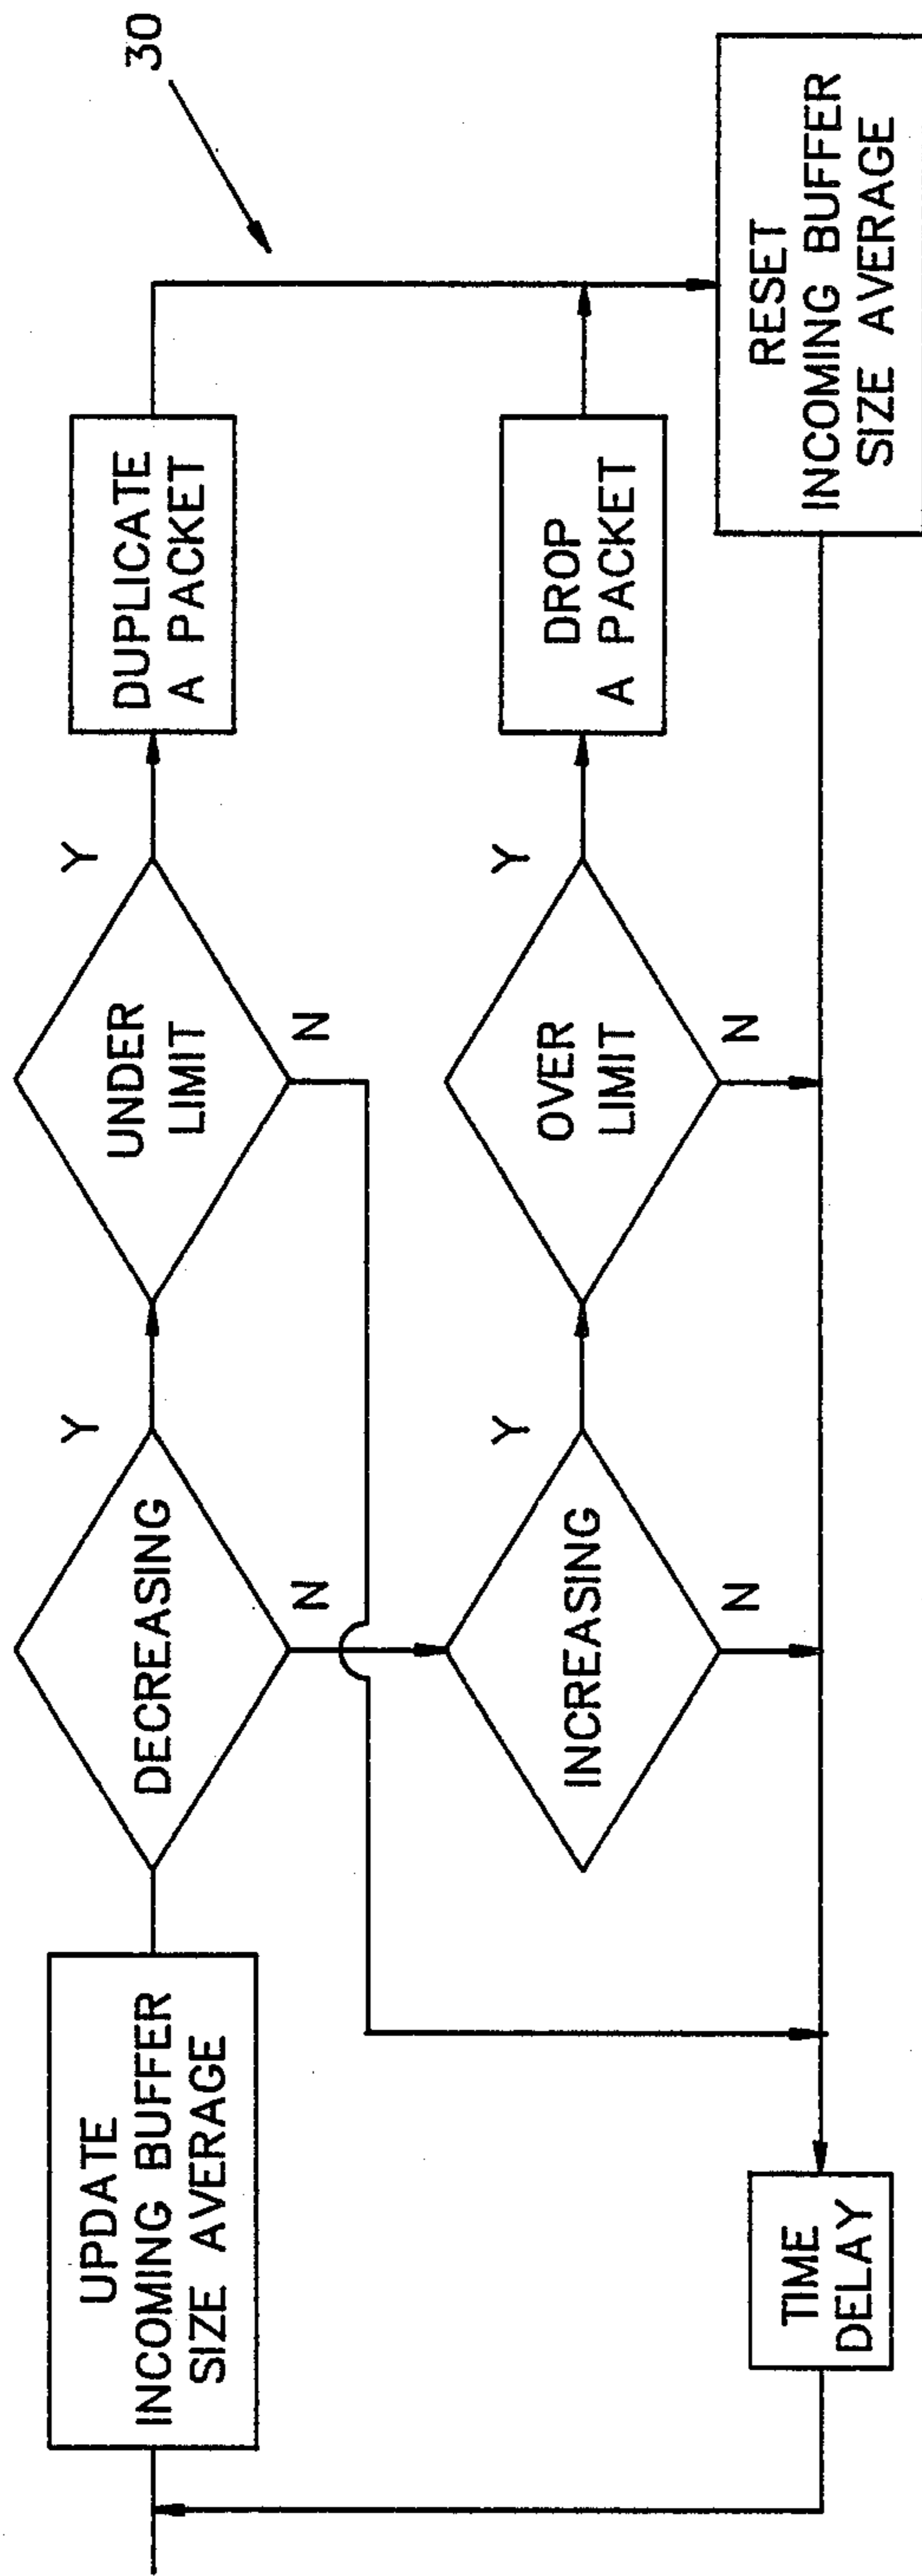 30
UPDATE
INCOMING BUFFER
SIZE AVERAGE
DECREASING
Y
N
UNDER
LIMIT
Y
N
DUPLICATE
A PACKET
INCREASING
Y
N
OVER
LIMIT
Y
N
DROP
A PACKET
RESET
INCOMING BUFFER
SIZE AVERAGE
TIME
DELAY